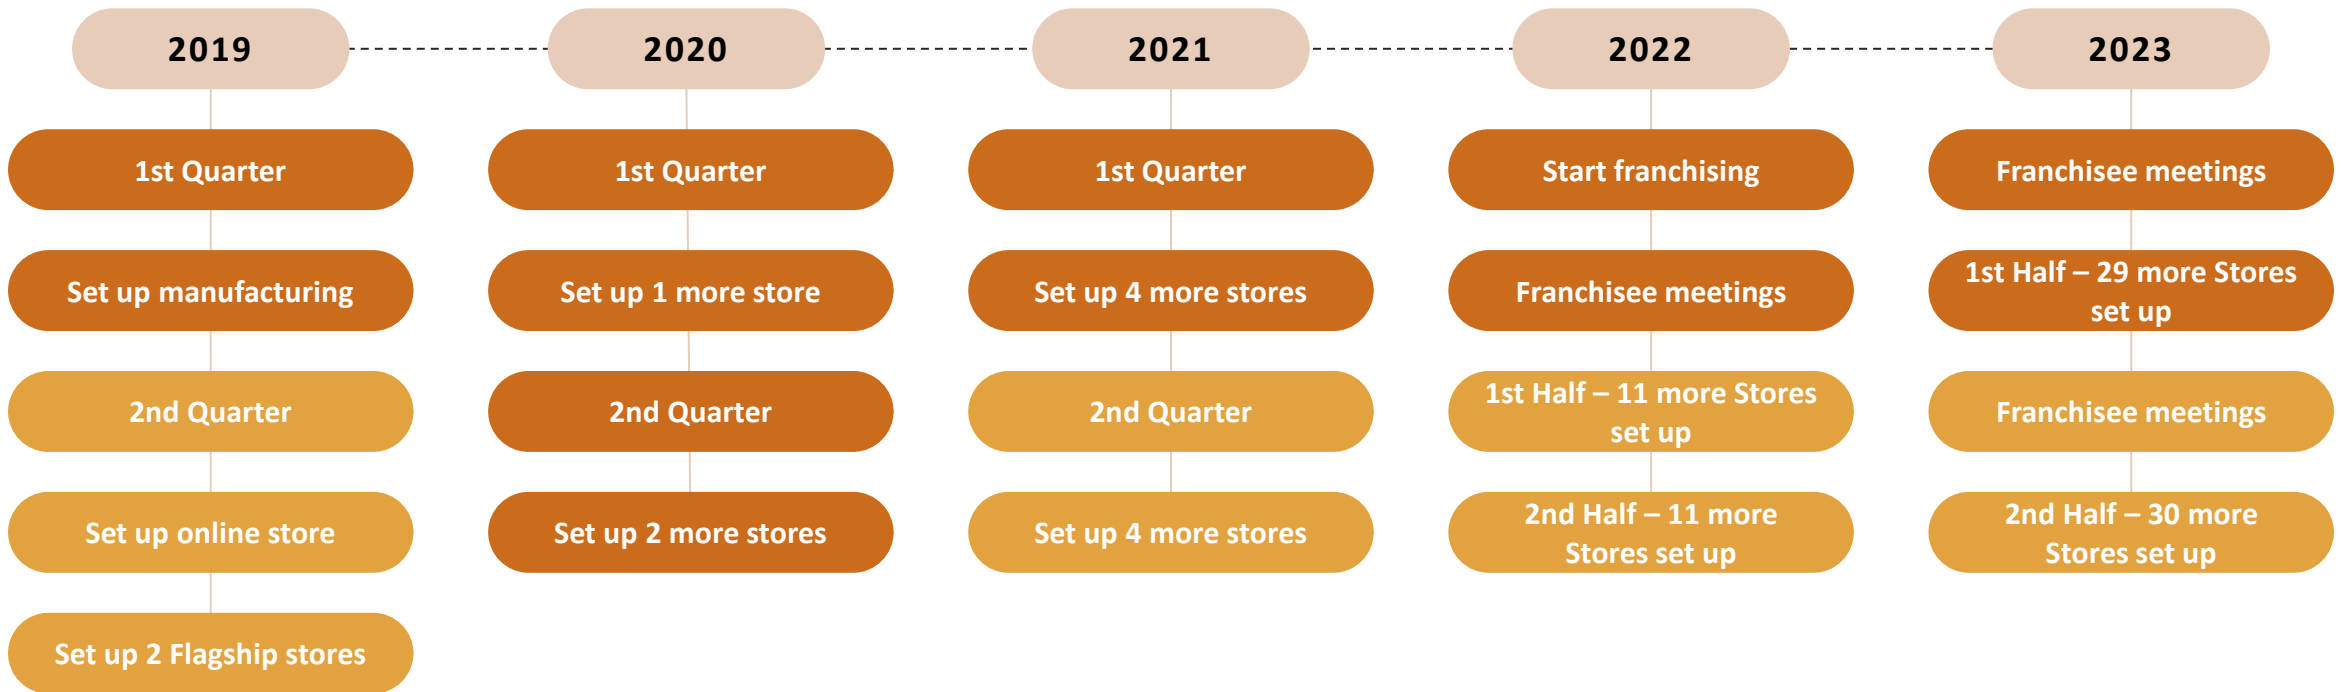 2019
1st Quarter
Set up manufacturing
2nd Quarter
Set up online store
Set up 2 Flagship stores
2020
1st Quarter
Set up 1 more store
2nd Quarter
Set up 2 more stores
2021
1st Quarter
Set up 4 more stores
2nd Quarter
Set up 4 more stores
2022
Start franchising
Franchisee meetings
1st Half – 11 more Stores
set up
2nd Half – 11 more
Stores set up
2023
Franchisee meetings
1st Half – 29 more Stores
set up
Franchisee meetings
2nd Half – 30 more
Stores set up